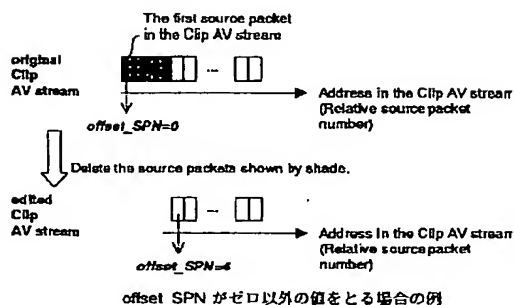 The first source packet
in the Clip AV stream
original
Clip
AV stream
...
Address in the Clip AV stream
(Relative source packet
number)
offset_SPN=0
Delete the source packets shown by shade.
edited
Clip
AV stream
...
Address in the Clip AV stream
(Relative source packet
number)
offset_SPN=4
offset SPN がゼロ以外の値をとる場合の例